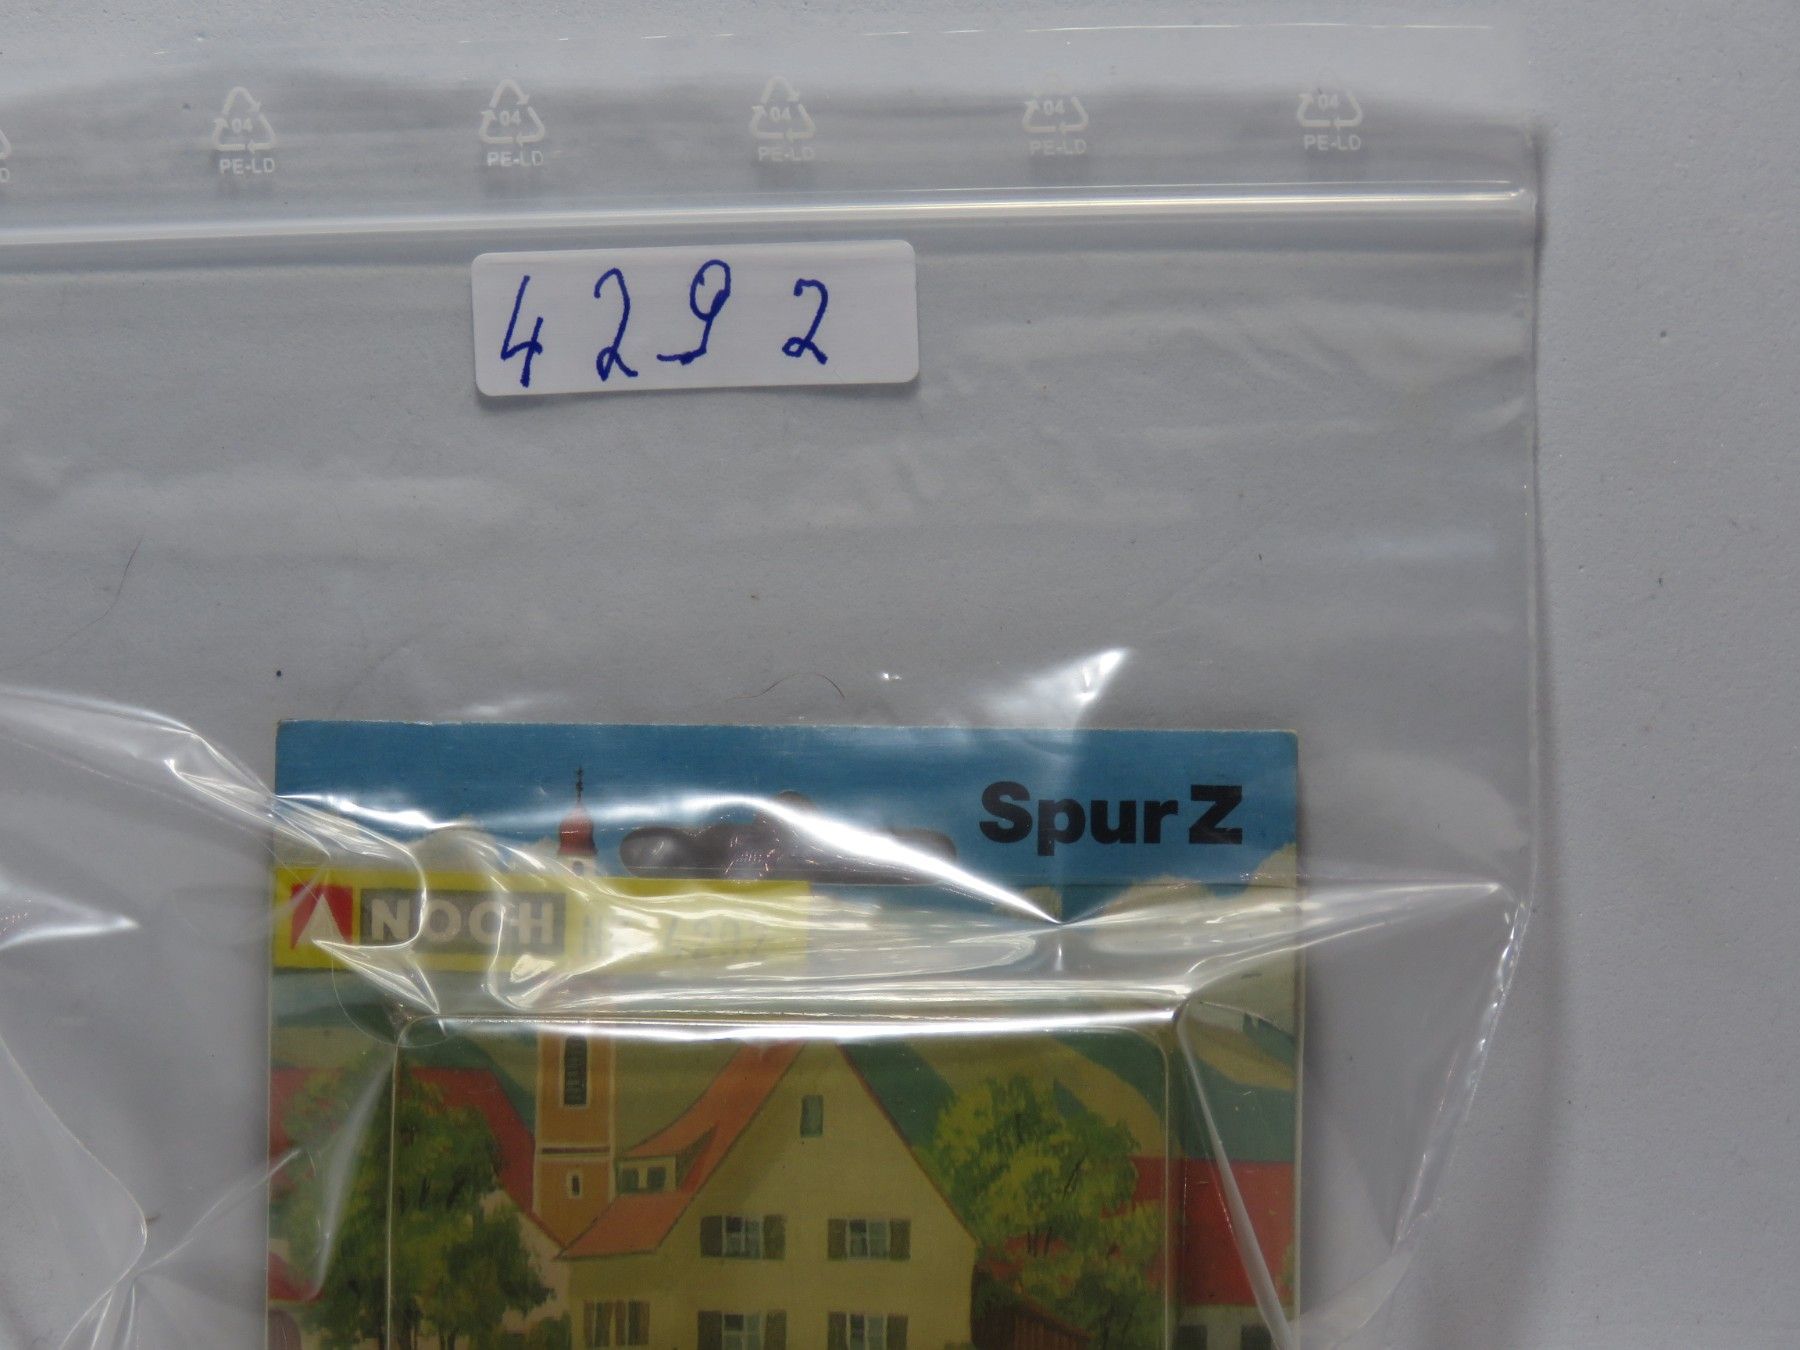 04 04 04 04 04
PE-LD PE-LD PE-LD PE-LD PE-LD
4292
Spur Z
NOCH